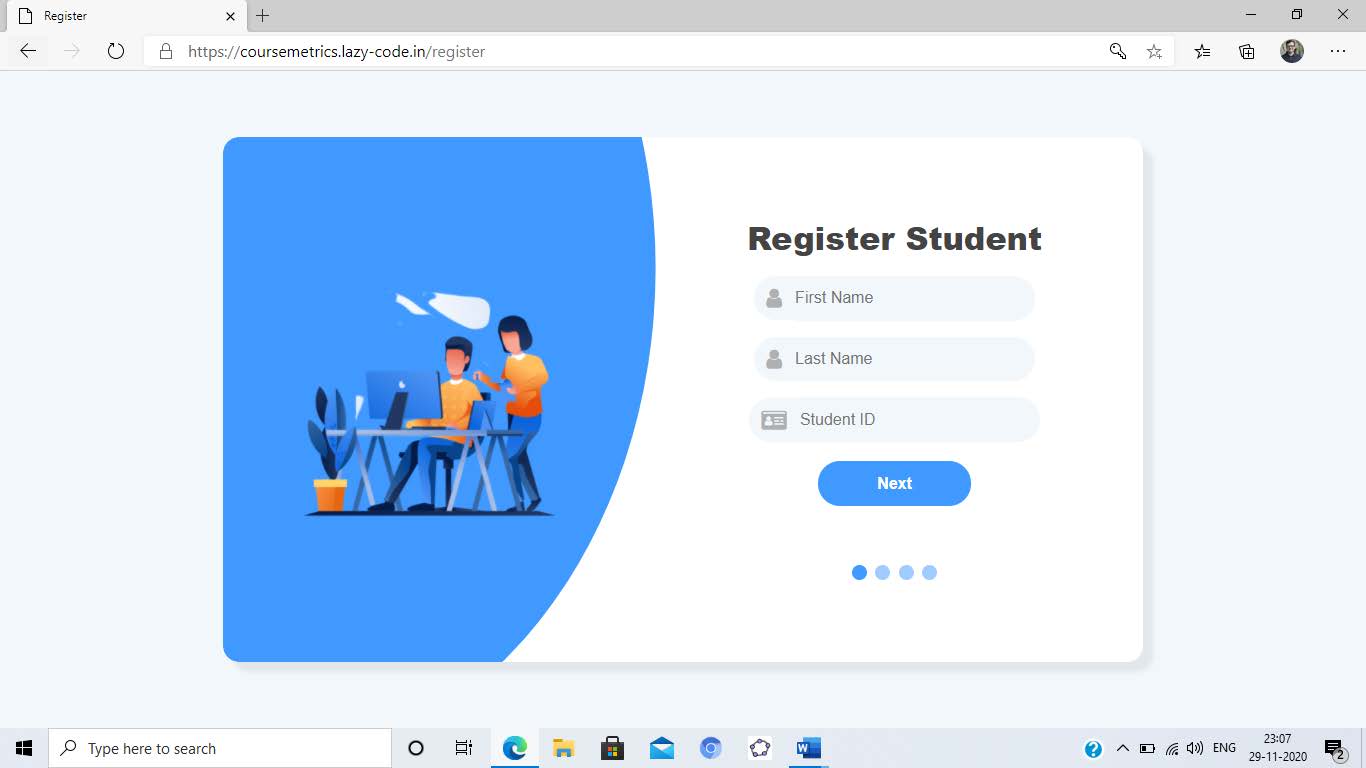 Register
https://coursemetrics.lazy-code.in/register
Register Student
First Name
Last Name
Student ID
Next
Type here to search
ENG
23:07
29-11-2020
2